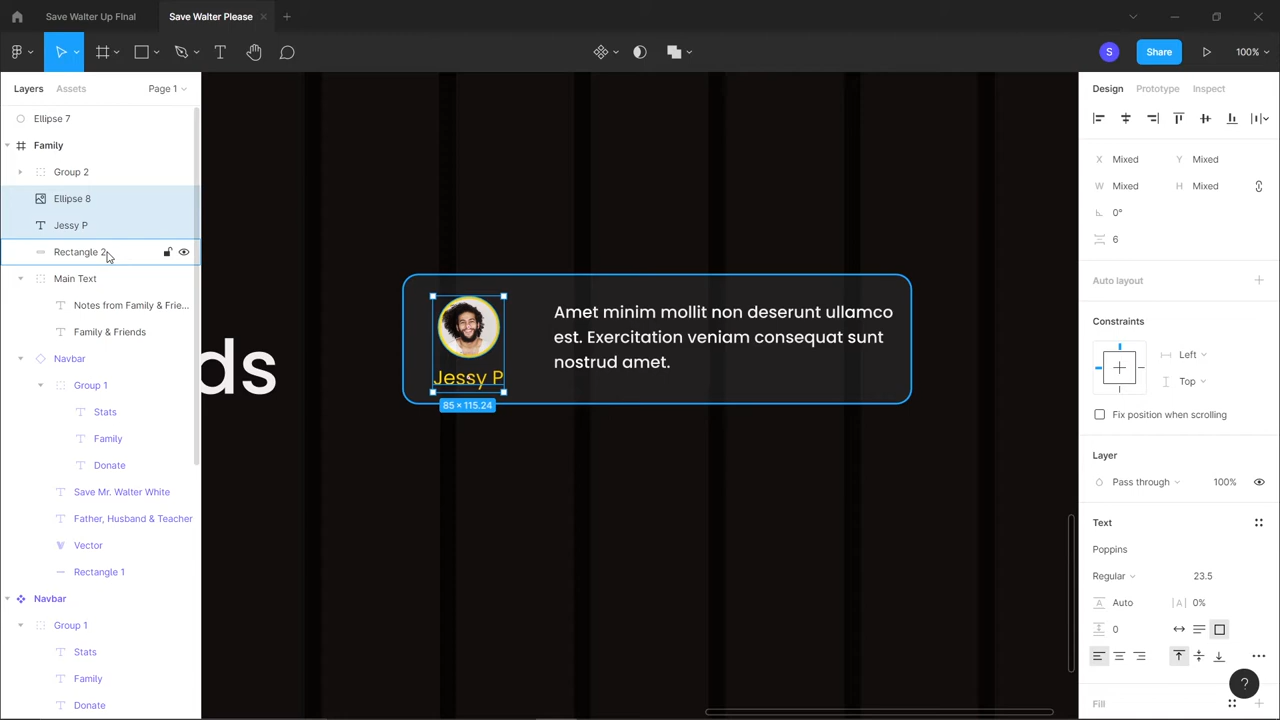 Save Walter Up FInal
Save Walter Please
S
Share
100%
Layers
Assets
Page 1
Ellipse 7
Family
Group 2
Ellipse 8
Jessy P
Rectangle 2
Main Text
Notes from Family & Frie...
Family & Friends
Navbar
Group 1
Stats
Family
Donate
Save Mr. Walter White
Father, Husband & Teacher
Vector
Rectangle 1
Navbar
Group 1
Stats
Family
Donate
ds
Jessy P
85 × 115.24
Amet minim mollit non deserunt ullamco
est. Exercitation veniam consequat sunt
nostrud amet.
Design
Prototype
Inspect
X Mixed
Y Mixed
W Mixed
H Mixed
0°
6
Auto layout
Constraints
Left
Top
Fix position when scrolling
Layer
Pass through
100%
Text
Poppins
Regular
23.5
A Auto
|A| 0%
0
Fill
?